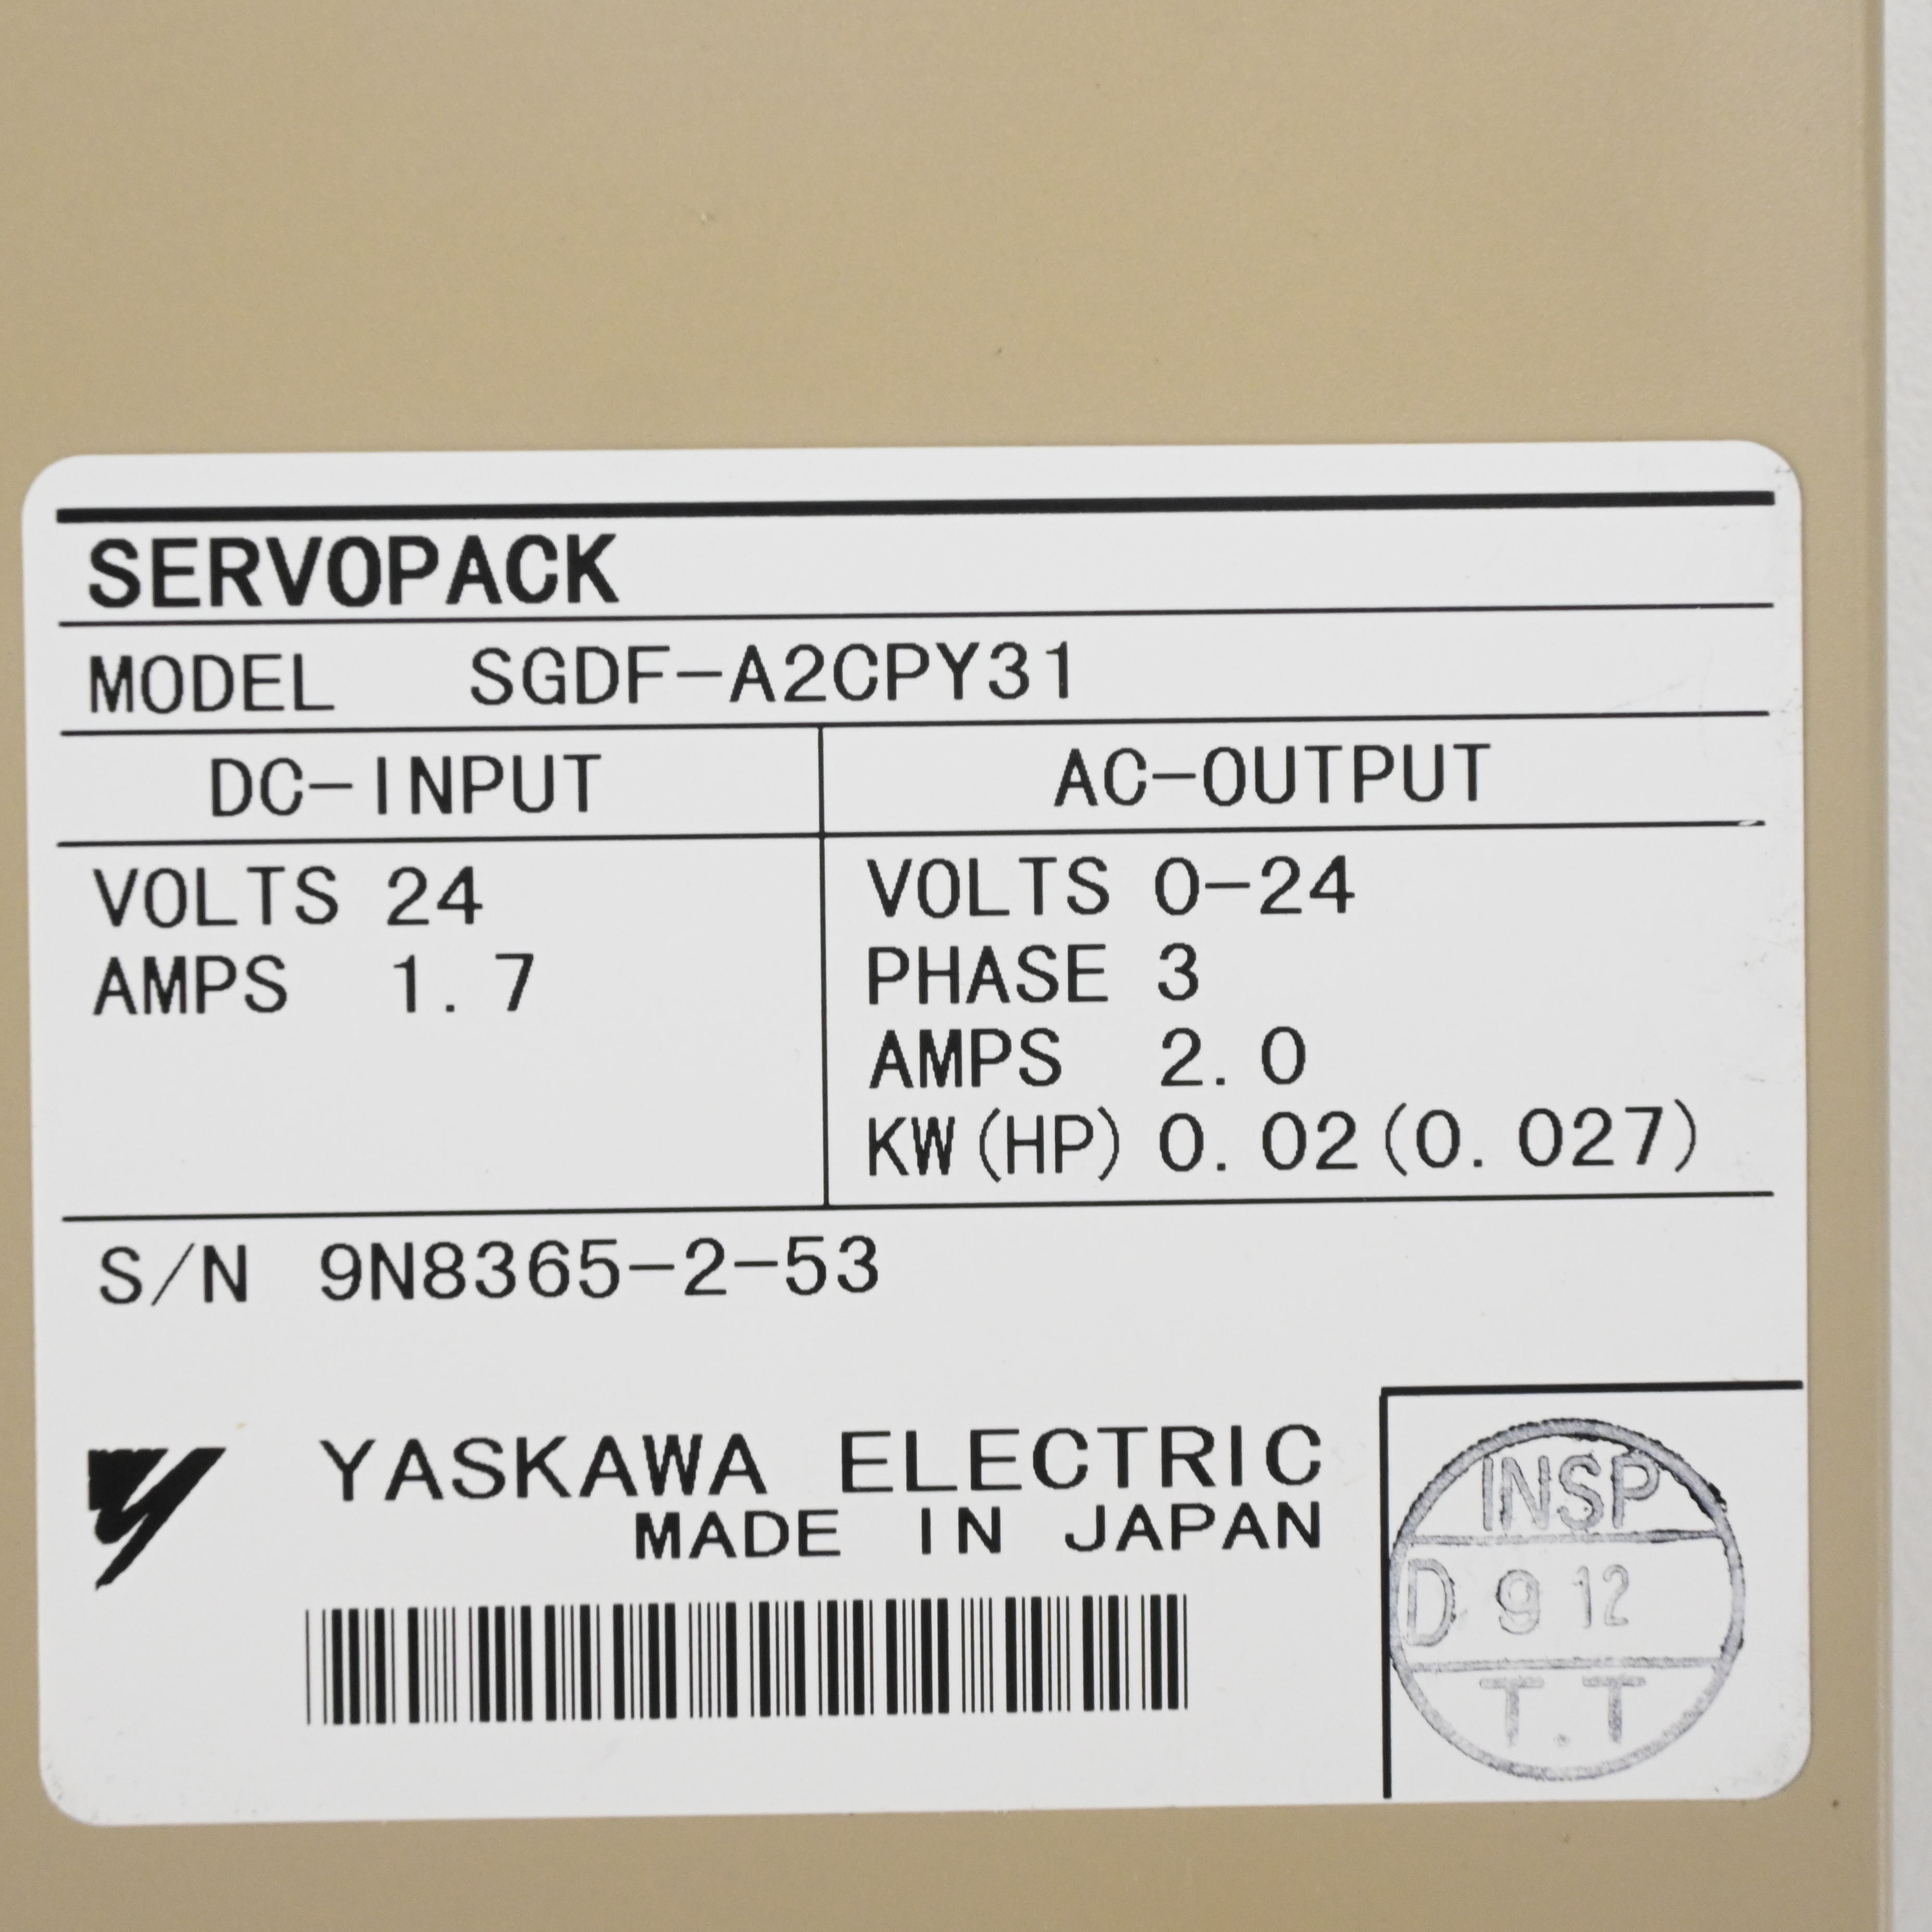 SERVOPACK
MODEL SGDF-A2CPY31
DC-INPUT
VOLTS 24
AMPS 1.7
AC-OUTPUT
VOLTS 0-24
PHASE 3
AMPS 2.0
KW(HP) 0.02(0.027)
S/N 9N8365-2-53
YASKAWA ELECTRIC
MADE IN JAPAN
INSP
D 9 12
T.T